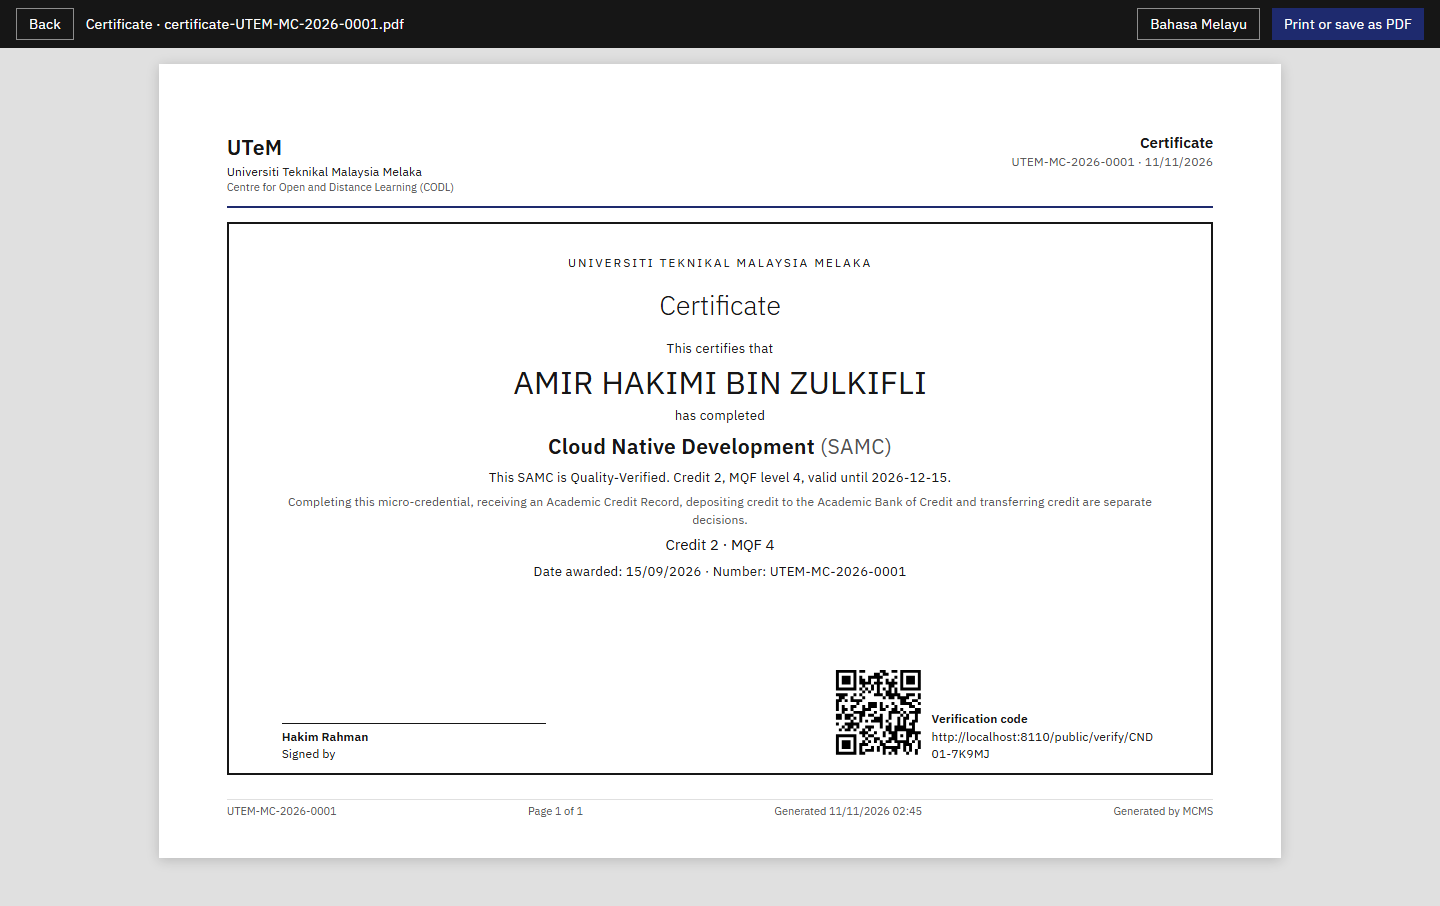 Back
Certificate · certificate-UTEM-MC-2026-0001.pdf
Bahasa Melayu
Print or save as PDF
UTeM
Universiti Teknikal Malaysia Melaka
Centre for Open and Distance Learning (CODL)
Certificate
UTEM-MC-2026-0001 · 11/11/2026
UNIVERSITI TEKNIKAL MALAYSIA MELAKA
Certificate
This certifies that
AMIR HAKIMI BIN ZULKIFLI
has completed
Cloud Native Development (SAMC)
This SAMC is Quality-Verified. Credit 2, MQF level 4, valid until 2026-12-15.
Completing this micro-credential, receiving an Academic Credit Record, depositing credit to the Academic Bank of Credit and transferring credit are separate
decisions.
Credit 2 · MQF 4
Date awarded: 15/09/2026 · Number: UTEM-MC-2026-0001
Hakim Rahman
Signed by
Verification code
http://localhost:8110/public/verify/CND
01-7K9MJ
UTEM-MC-2026-0001
Page 1 of 1
Generated 11/11/2026 02:45
Generated by MCMS